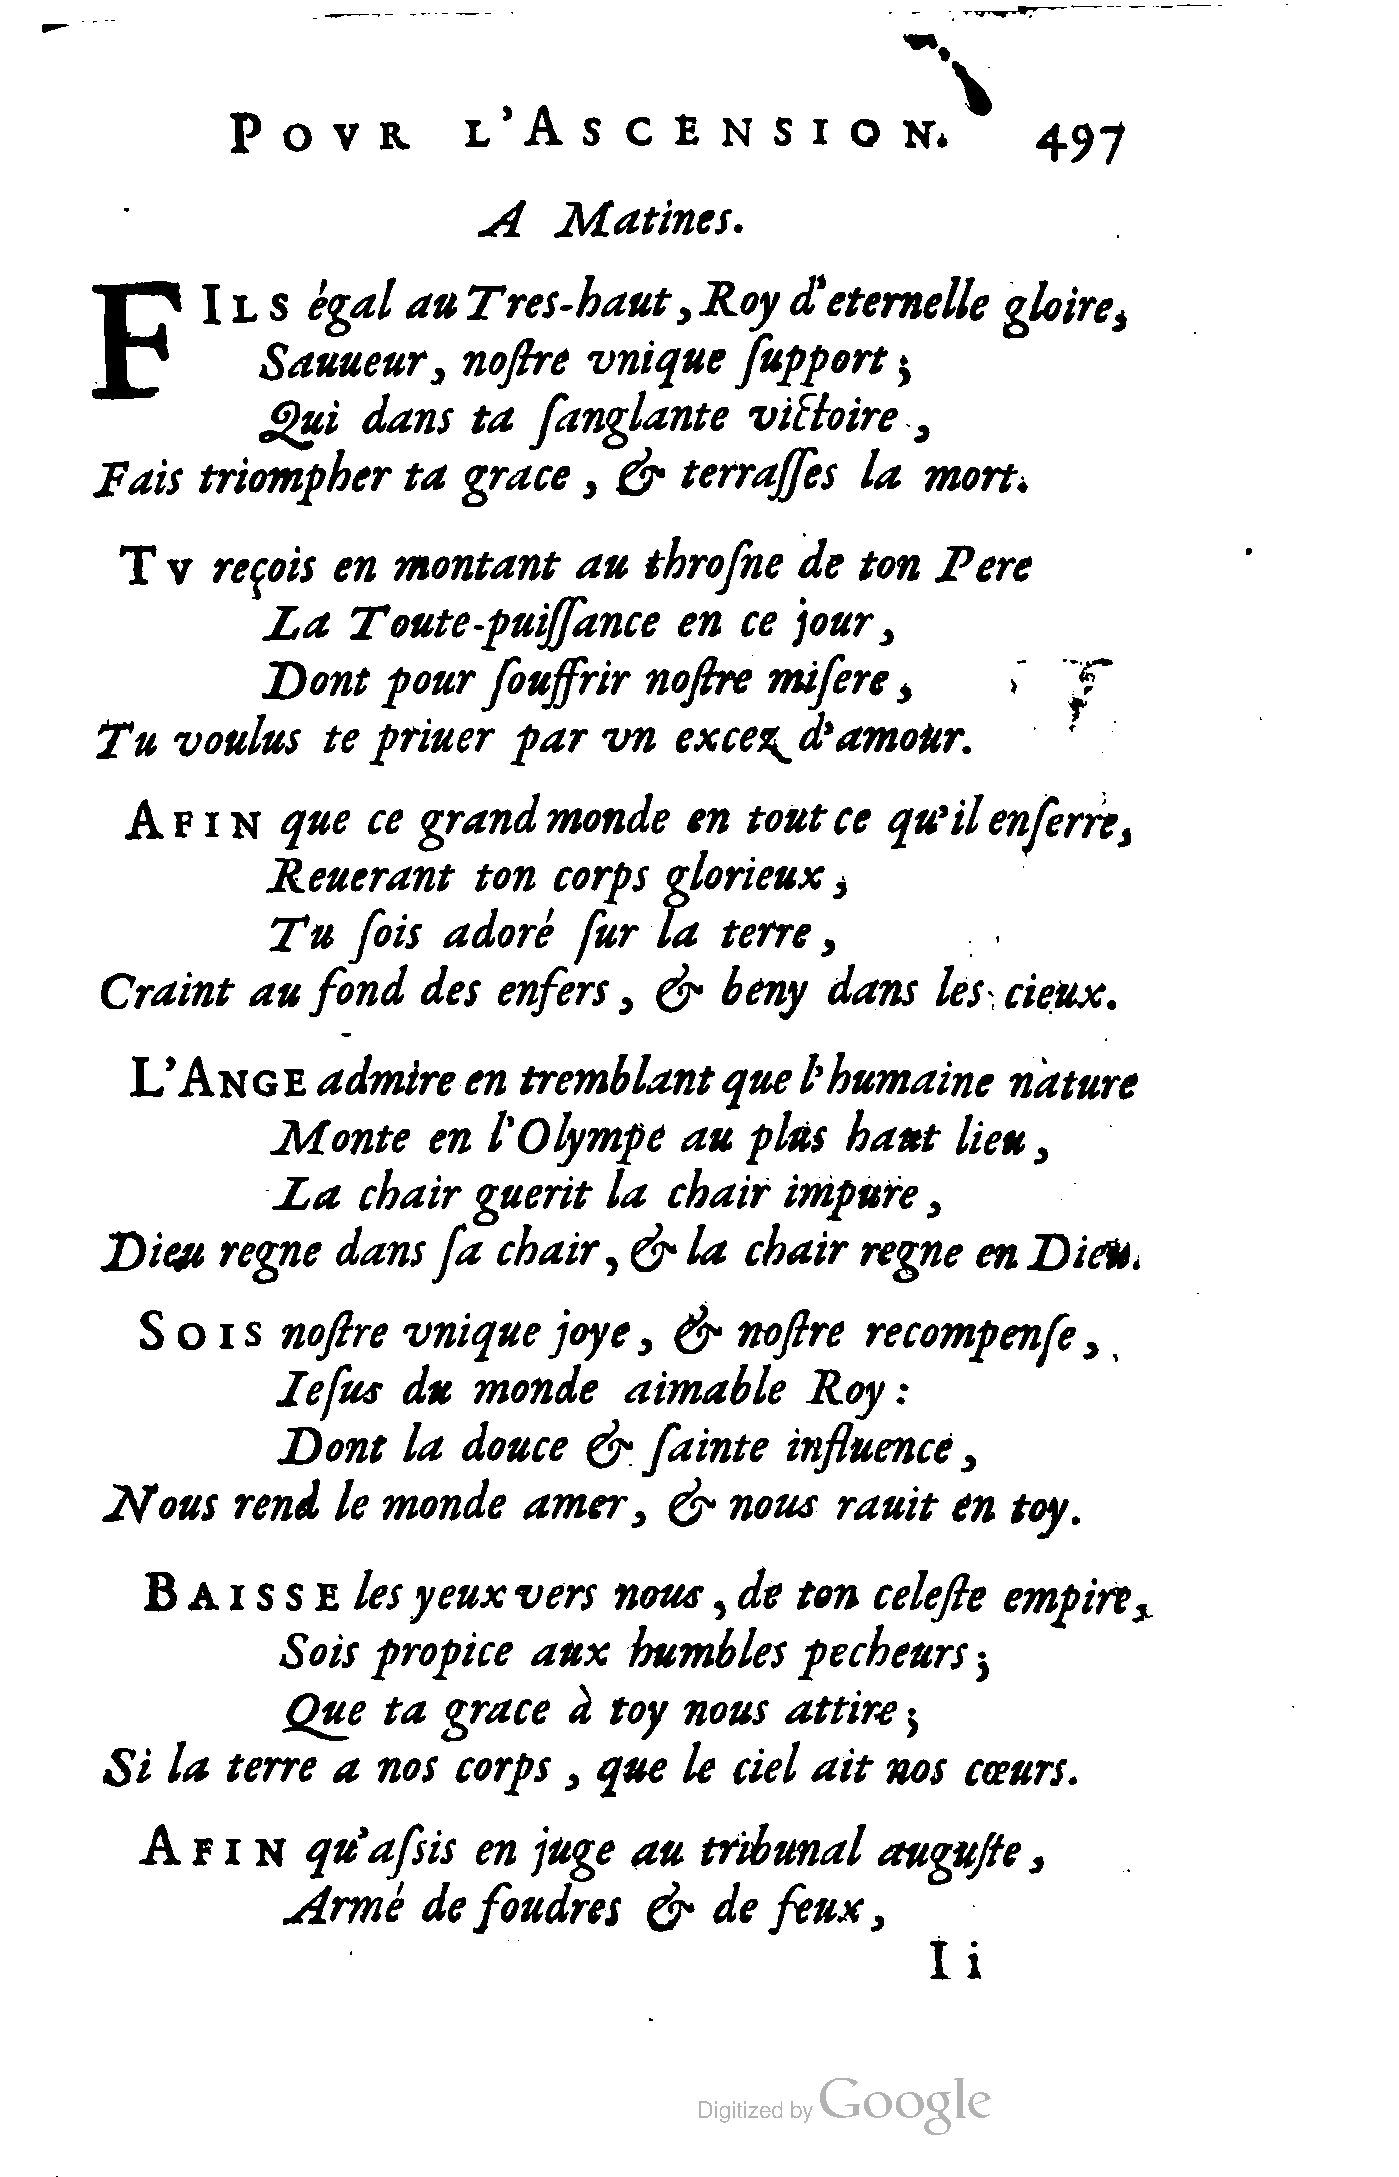 POVR L'ASCENSION. 497
A Matines.
FILS égal au Tres-haut, Roy d'eternelle gloire,
Sauueur, noſtre vnique ſupport;
Qui dans ta ſanglante victoire,
Fais triompher ta grace, & terraſſes la mort.
TV reçois en montant au throſne de ton Pere
La Toute-puiſſance en ce jour,
Dont pour ſouffrir noſtre miſere,
Tu voulus te priuer par vn excez d'amour.
AFIN que ce grand monde en tout ce qu'il enſerre,
Reuerant ton corps glorieux,
Tu ſois adoré ſur la terre,
Craint au fond des enfers, & beny dans les cieux.
L'ANGE admire en tremblant que l'humaine nature
Monte en l'Olympe au plus haut lieu,
La chair guerit la chair impure,
Dieu regne dans ſa chair, & la chair regne en Dieu.
SOIS noſtre vnique joye, & noſtre recompenſe,
Ieſus du monde aimable Roy:
Dont la douce & ſainte influence,
Nous rend le monde amer, & nous rauit en toy.
BAISSE les yeux vers nous, de ton celeſte empire,
Sois propice aux humbles pecheurs;
Que ta grace à toy nous attire;
Si la terre a nos corps, que le ciel ait nos cœurs.
AFIN qu'aſsis en juge au tribunal auguſte,
Armé de foudres & de feux,
I i
Digitized by Google